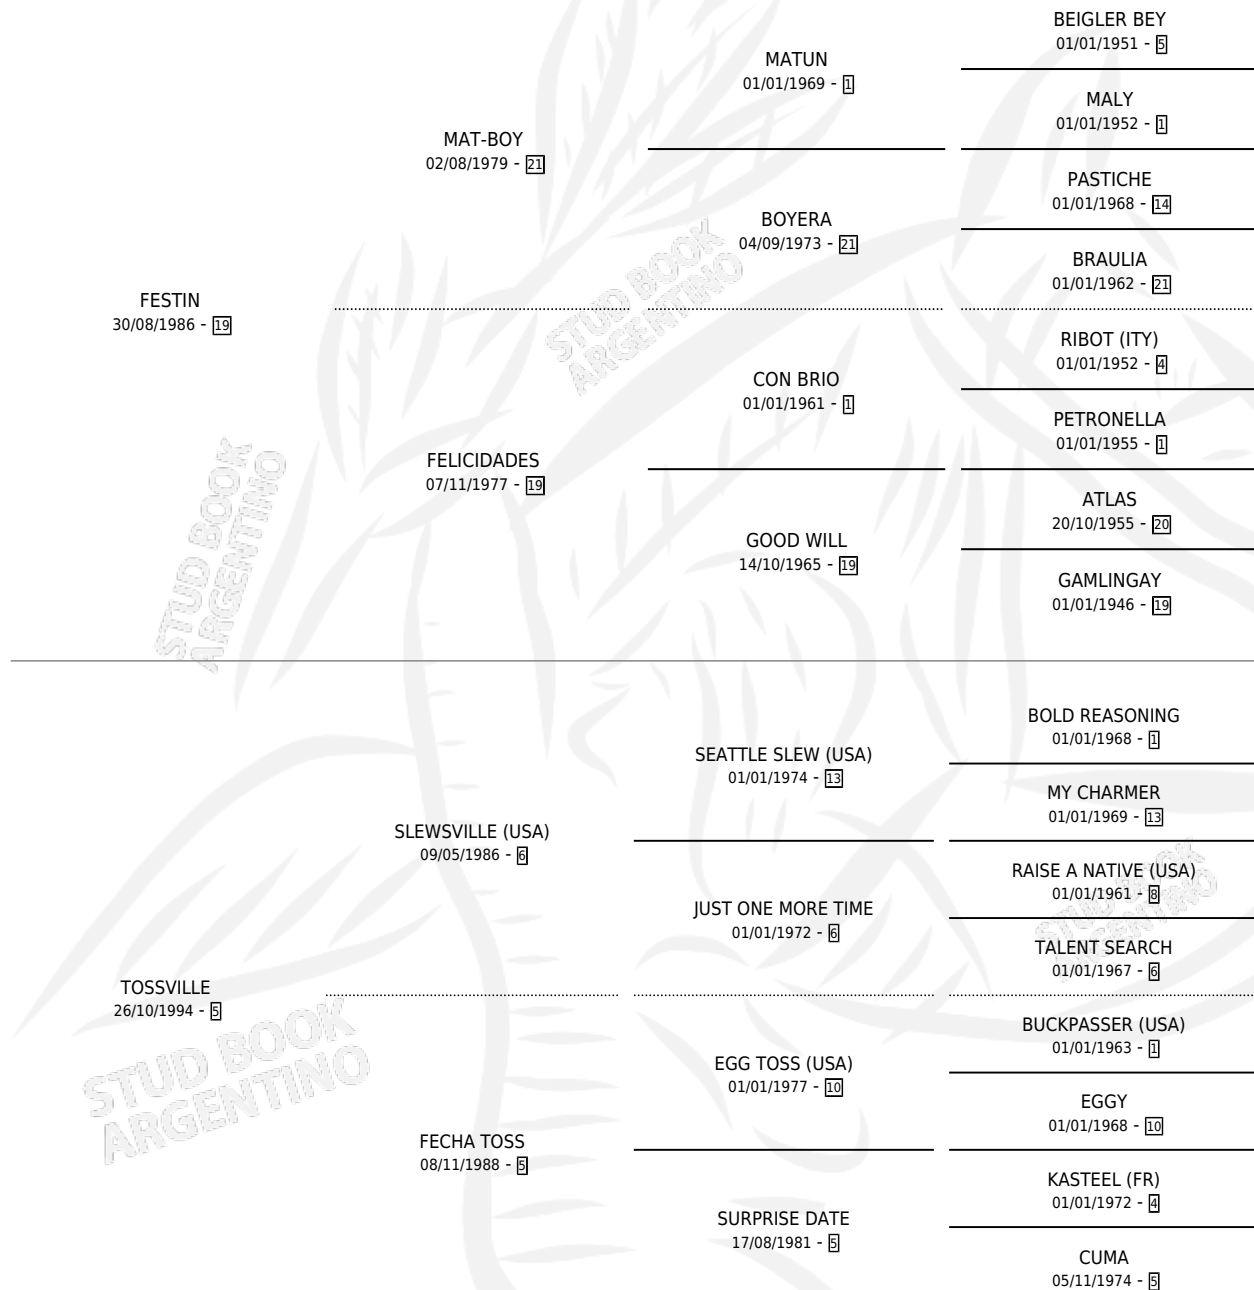 BEIGLER BEY
01/01/1951 - 5
MATUN
01/01/1969 - 1
MALY
01/01/1952 - 1
MAT-BOY
02/08/1979 - 21
PASTICHE
01/01/1968 - 14
BOYERA
04/09/1973 - 21
BRAULIA
01/01/1962 - 21
FESTIN
30/08/1986 - 19
RIBOT (ITY)
01/01/1952 - 4
CON BRIO
01/01/1961 - 1
PETRONELLA
01/01/1955 - 1
FELICIDADES
07/11/1977 - 19
ATLAS
20/10/1955 - 20
GOOD WILL
14/10/1965 - 19
GAMLINGAY
01/01/1946 - 19
BOLD REASONING
01/01/1968 - 1
SEATTLE SLEW (USA)
01/01/1974 - 13
MY CHARMER
01/01/1969 - 13
SLEWSVILLE (USA)
09/05/1986 - 6
RAISE A NATIVE (USA)
01/01/1961 - 8
JUST ONE MORE TIME
01/01/1972 - 6
TALENT SEARCH
01/01/1967 - 6
TOSSVILLE
26/10/1994 - 5
BUCKPASSER (USA)
01/01/1963 - 1
EGG TOSS (USA)
01/01/1977 - 10
EGGY
01/01/1968 - 10
FECHA TOSS
08/11/1988 - 5
KASTEEL (FR)
01/01/1972 - 4
SURPRISE DATE
17/08/1981 - 5
CUMA
05/11/1974 - 5
STUD BOOK
ARGENTINO
STUD BOOK
ARGENTINO
STUD BOOK
ARGENTINO
STUD BOOK
ARGENTINO